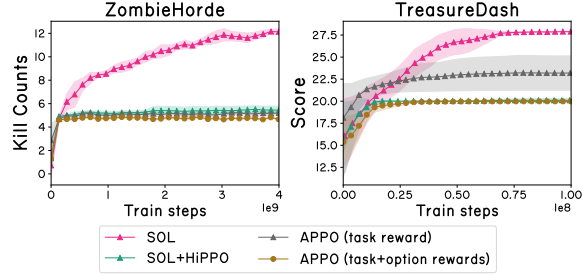 ZombieHorde
TreasureDash
Kill Counts
12
10
8
6
4
2
0
0
1
2
3
4
Train steps
1e9
Score
27.5
25.0
22.5
20.0
17.5
15.0
12.5
0.00
0.25
0.50
0.75
1.00
Train steps
1e8
SOL
SOL+HiPPO
APPO (task reward)
APPO (task+option rewards)